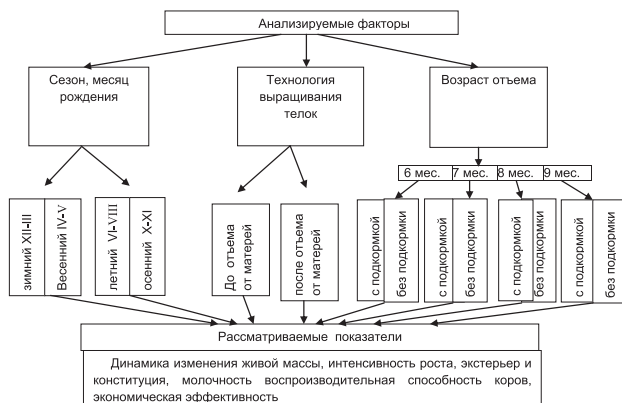 Анализируемые факторы
Сезон, месяц
рождения
Технология
выращивания
телок
Возраст отъема
6 мес.
7 мес.
8 мес.
9 мес.
зимний XII-III
Весенний IV-V
летний VI-VIII
осенний X-XI
До отъема
от матерей
после отъема
от матерей
с подкормкой
без подкормки
с подкормкой
без подкормки
с подкормкой
без подкормки
с подкормкой
без подкормки
Рассматриваемые показатели
Динамика изменения живой массы, интенсивность роста, экстерьер и
конституция, молочность воспроизводительная способность коров,
экономическая эффективность